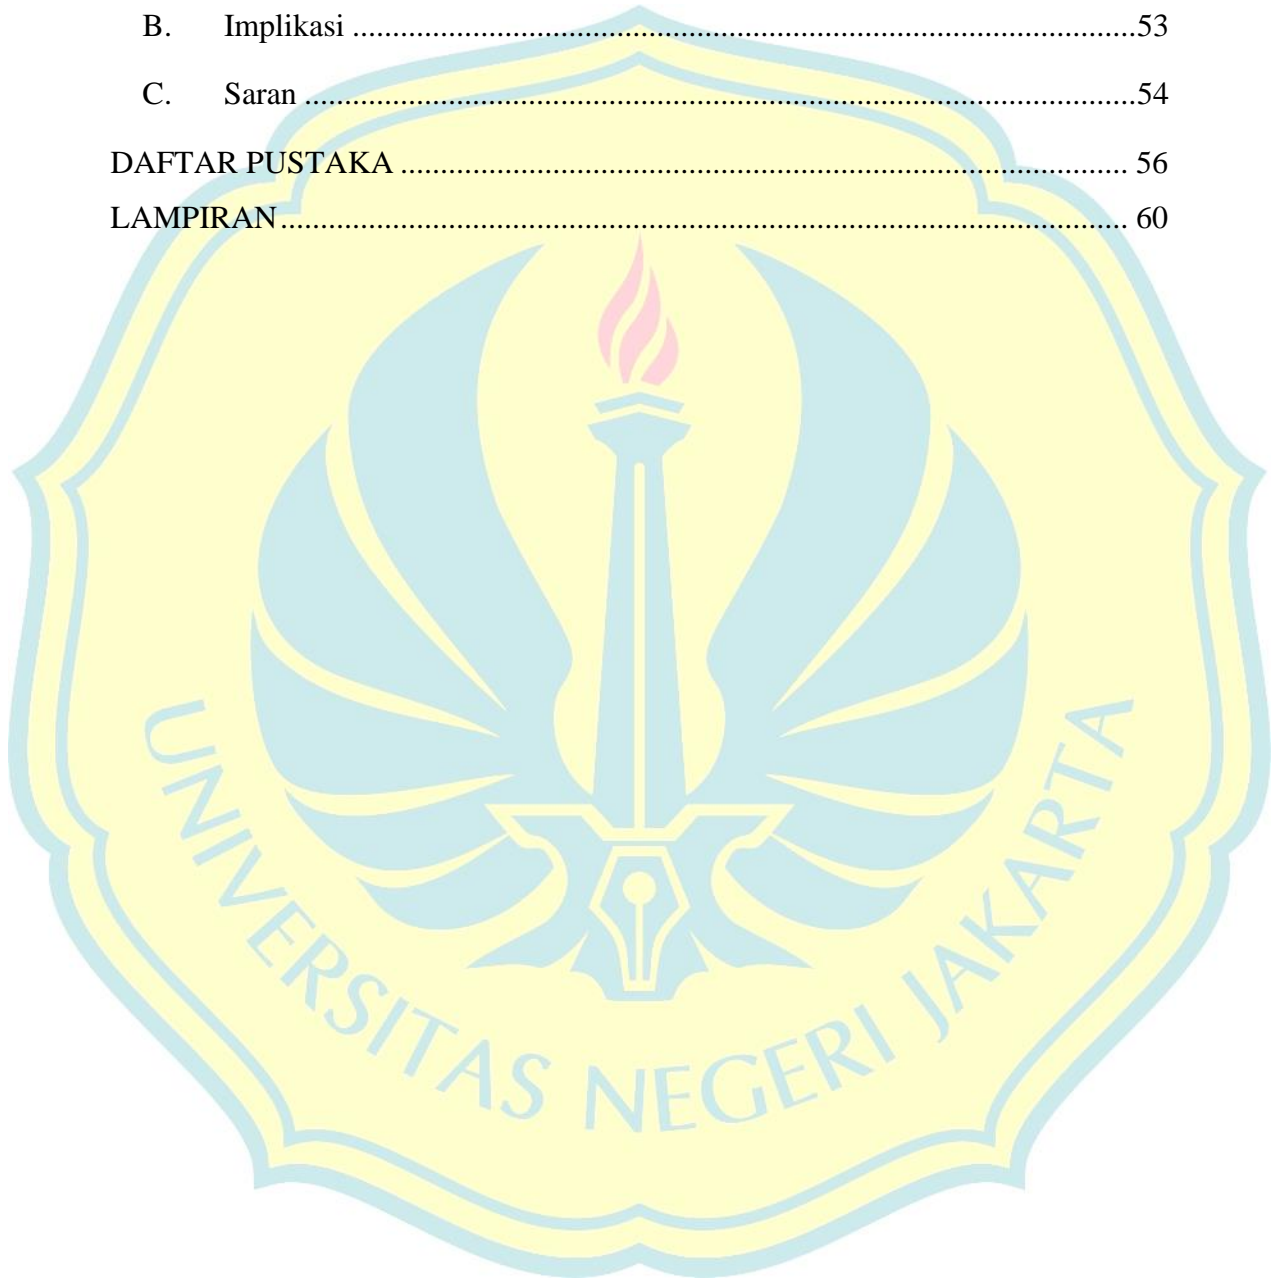 B. Implikasi ....................................................................................................53
C. Saran ..........................................................................................................54
DAFTAR PUSTAKA ............................................................................................. 56
LAMPIRAN............................................................................................................ 60
UNIVERSITAS NEGERI JAKARTA